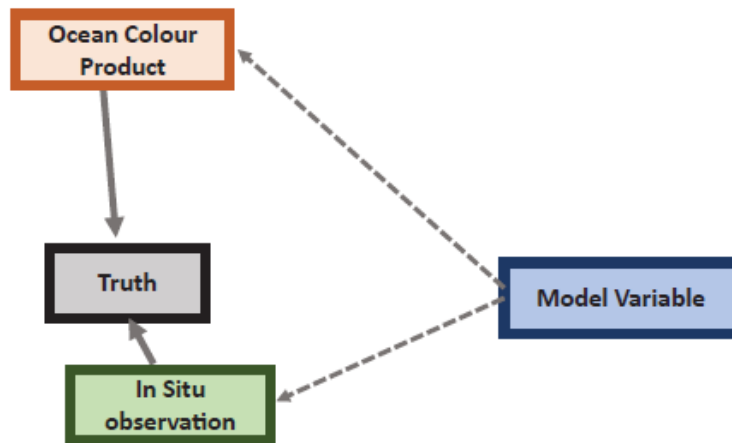 Ocean Colour
Product
Truth
Model Variable
In Situ
observation